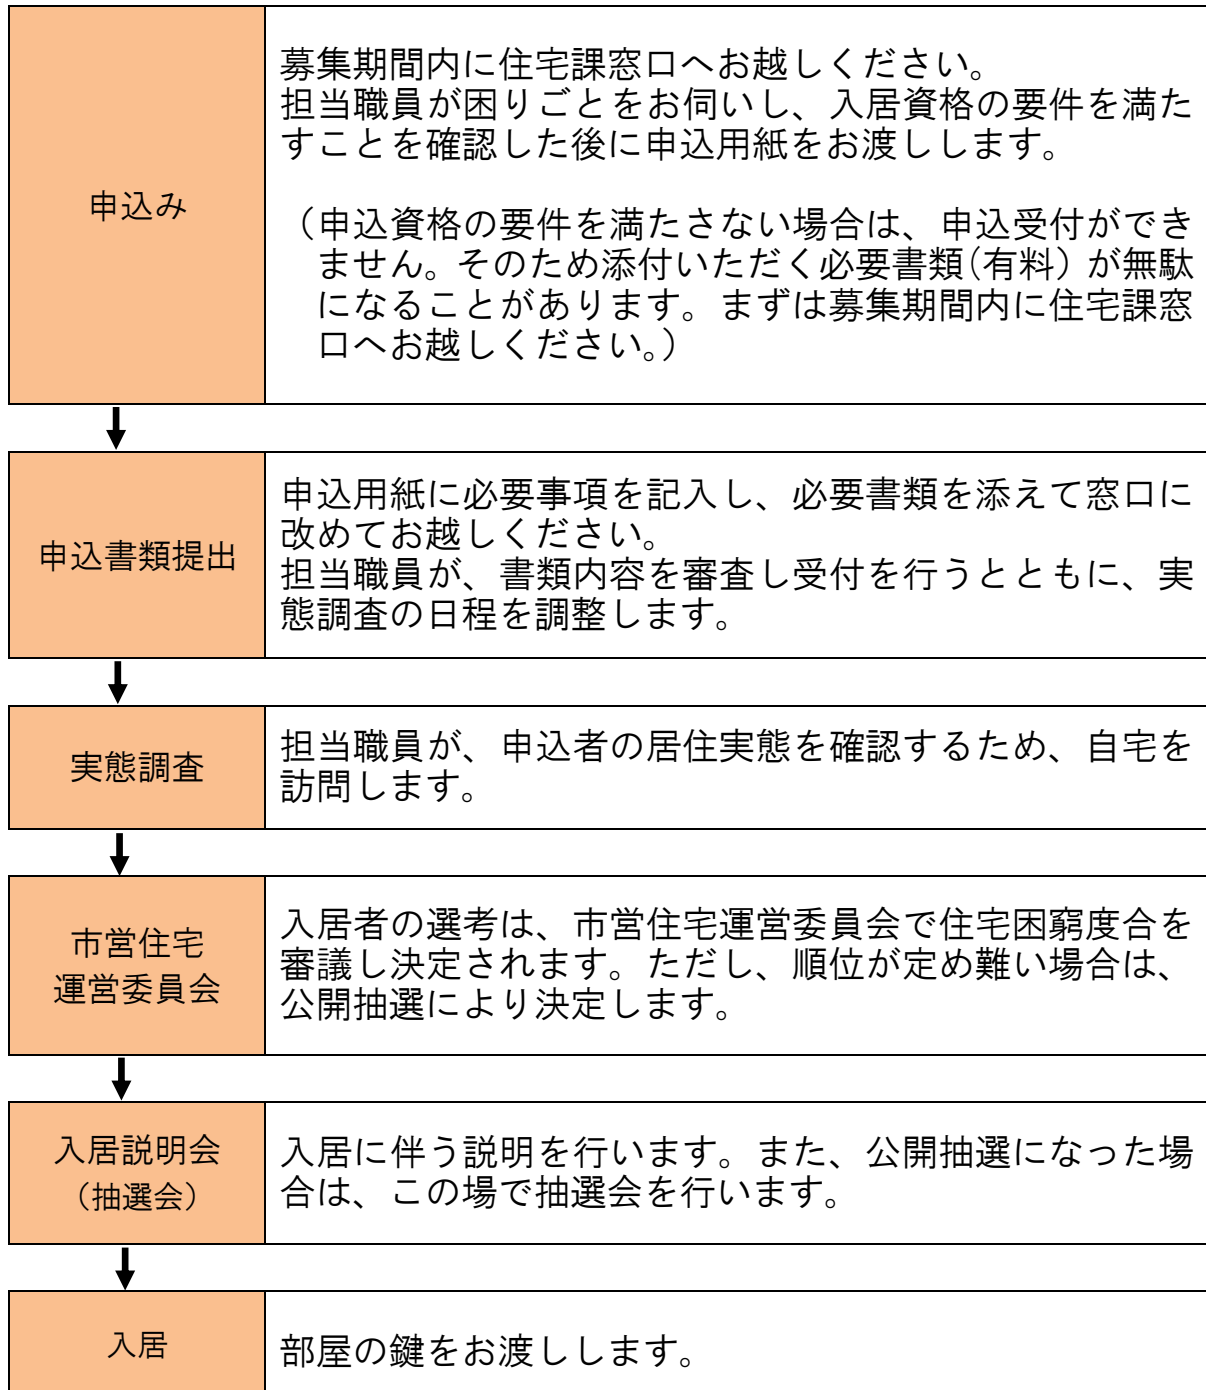 申込み
募集期間内に住宅課窓口へお越しください。
担当職員が困りごとをお伺いし、入居資格の要件を満た
すことを確認した後に申込用紙をお渡しします。
（申込資格の要件を満たさない場合は、申込受付ができ
ません。そのため添付いただく必要書類（有料）が無駄
になることがあります。まずは募集期間内に住宅課窓
口へお越しください。）
申込書類提出
申込用紙に必要事項を記入し、必要書類を添えて窓口に
改めてお越しください。
担当職員が、書類内容を審査し受付を行うとともに、実
態調査の日程を調整します。
実態調査
担当職員が、申込者の居住実態を確認するため、自宅を
訪問します。
市営住宅
運営委員会
入居者の選考は、市営住宅運営委員会で住宅困窮度合を
審議し決定されます。ただし、順位が定め難い場合は、
公開抽選により決定します。
入居説明会
（抽選会）
入居に伴う説明を行います。また、公開抽選になった場
合は、この場で抽選会を行います。
入居
部屋の鍵をお渡しします。